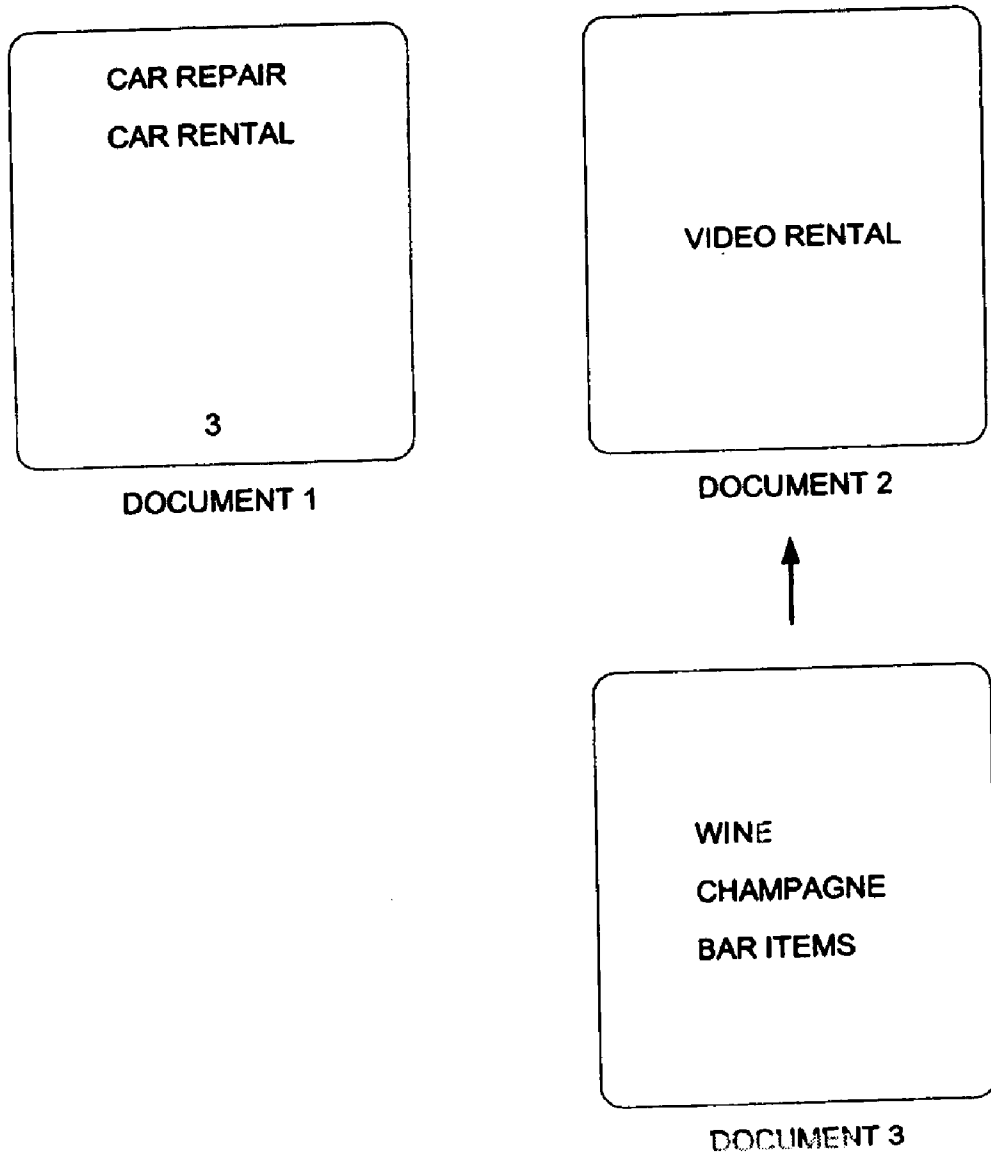 CAR REPAIR
CAR RENTAL
3
DOCUMENT 1
VIDEO RENTAL
DOCUMENT 2
WINE
CHAMPAGNE
BAR ITEMS
DOCUMENT 3